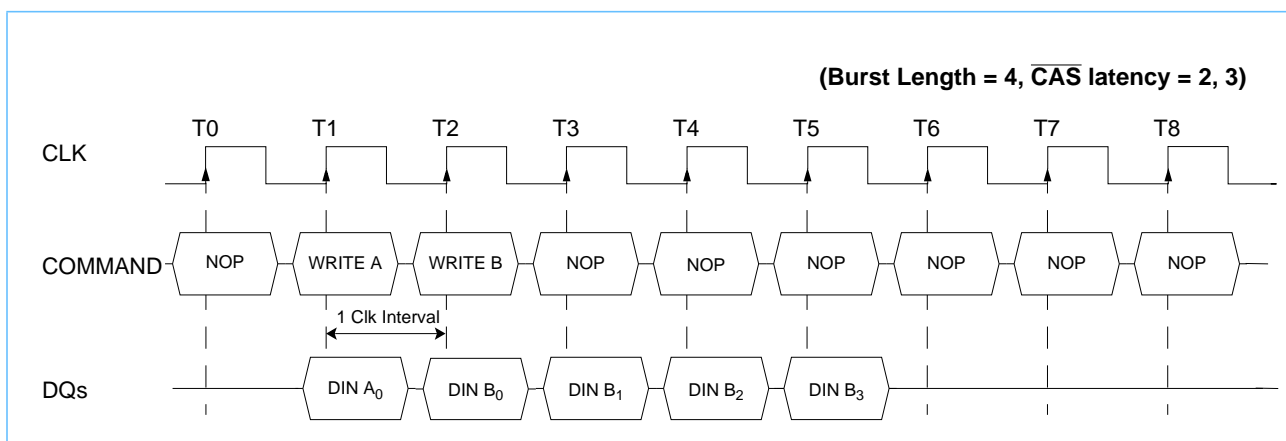 (Burst Length = 4, CAS latency = 2, 3)
T0 T1 T2 T3 T4 T5 T6 T7 T8
CLK
COMMAND NOP WRITE A WRITE B NOP NOP NOP NOP NOP NOP
1 Clk Interval
DQs DIN A₀ DIN B₀ DIN B₁ DIN B₂ DIN B₃